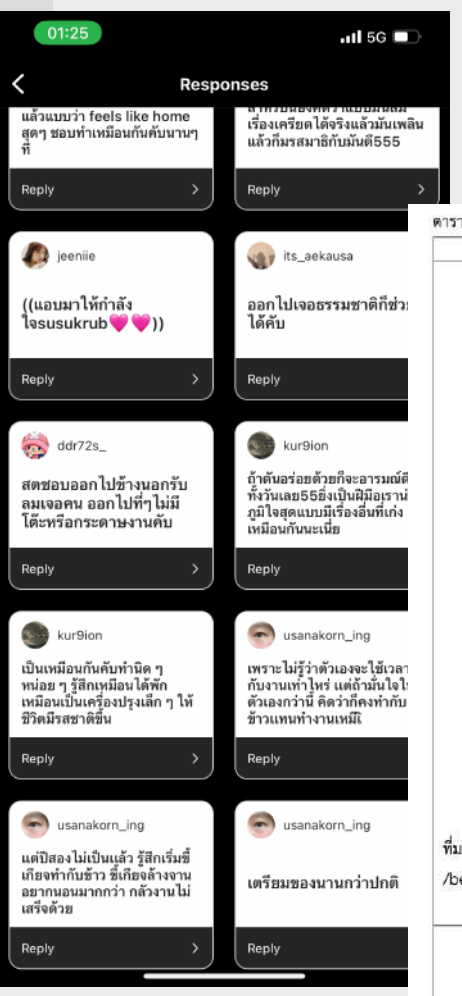 01:25
5G
Responses
แล้วแบบว่า feels like home
สุดๆ ชอบทำเหมือนกันคับนานๆ
ที
Reply
เรื่องเครียดได้จริงแล้วมันเพลิน
แล้วก็มรสมาธิกับมันดี555
Reply
jeeniie
((แอบมาให้กำลัง
ใจsusukrub💗💗))
Reply
its_aekausa
ออกไปเจอธรรมชาติก็ช่วย
ได้คับ
Reply
ddr72s_
สตชอบออกไปข้างนอกรับ
ลมเจอคน ออกไปที่ๆไม่มี
โต๊ะหรือกระดาษงานคับ
Reply
kur9ion
ถ้าดันอร่อยด้วยก็จะอารมณ์ดี
ทั้งวันเลย55ยิ่งเป็นฝีมือเราน่
ภูมิใจสุดแบบมีเรื่องอื่นที่เก่ง
เหมือนกันนะเนี่ย
Reply
kur9ion
เป็นเหมือนกันคับทำนิด ๆ
หน่อย ๆ รู้สึกเหมือนได้พัก
เหมือนเป็นเครื่องปรุงเล็ก ๆ ให้
ชีวิตมีรสชาติขึ้น
Reply
usanakorn_ing
เพราะไม่รู้ว่าตัวเองจะใช้เวลา
กับงานเท่าไหร่ แต่ถ้ามั่นใจใ
ตัวเองกว่านี้ คิดว่าก็คงทำกับ
ข้าวแทนทำงานเหมื
Reply
usanakorn_ing
แต่ปีสองไม่เป็นแล้ว รู้สึกเริ่มขี้
เกียจทำกับข้าว ขี้เกียจล้างจาน
อยากนอนมากกว่า กลัวงานไม่
เสร็จด้วย
Reply
usanakorn_ing
เตรียมของนานกว่าปกติ
Reply
ตารา
ที่ม
/be